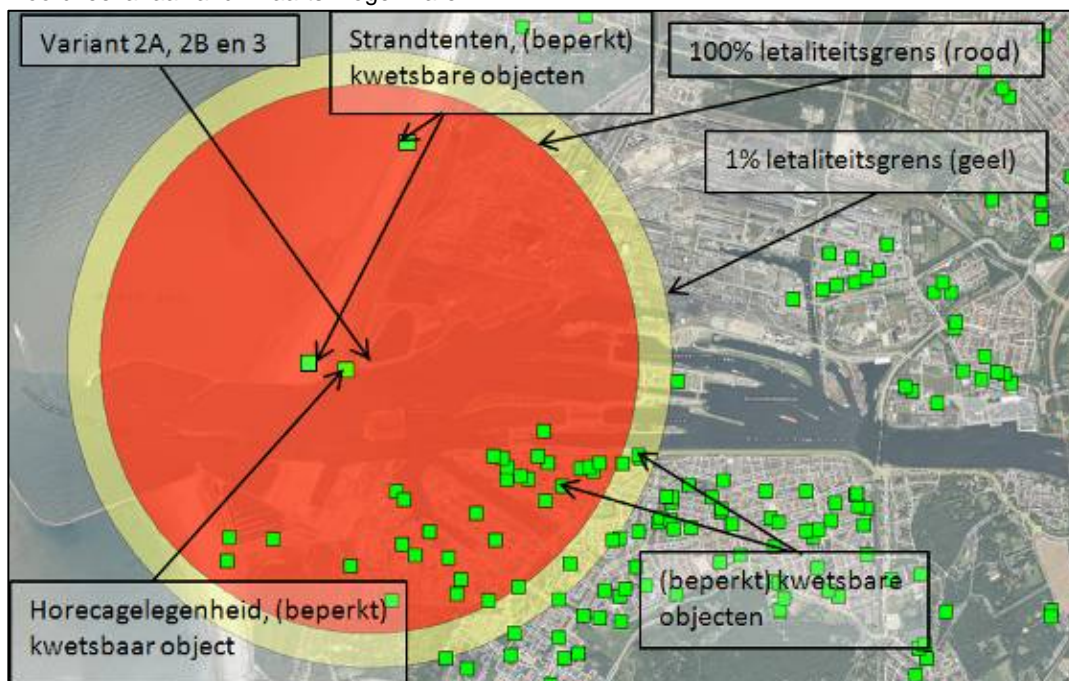 Variant 2A, 2B en 3
Strandtenten, (beperkt)
kwetsbare objecten
100% letaliteitsgrens (rood)
1% letaliteitsgrens (geel)
Horecagelegenheid, (beperkt)
kwetsbaar object
(beperkt) kwetsbare
objecten